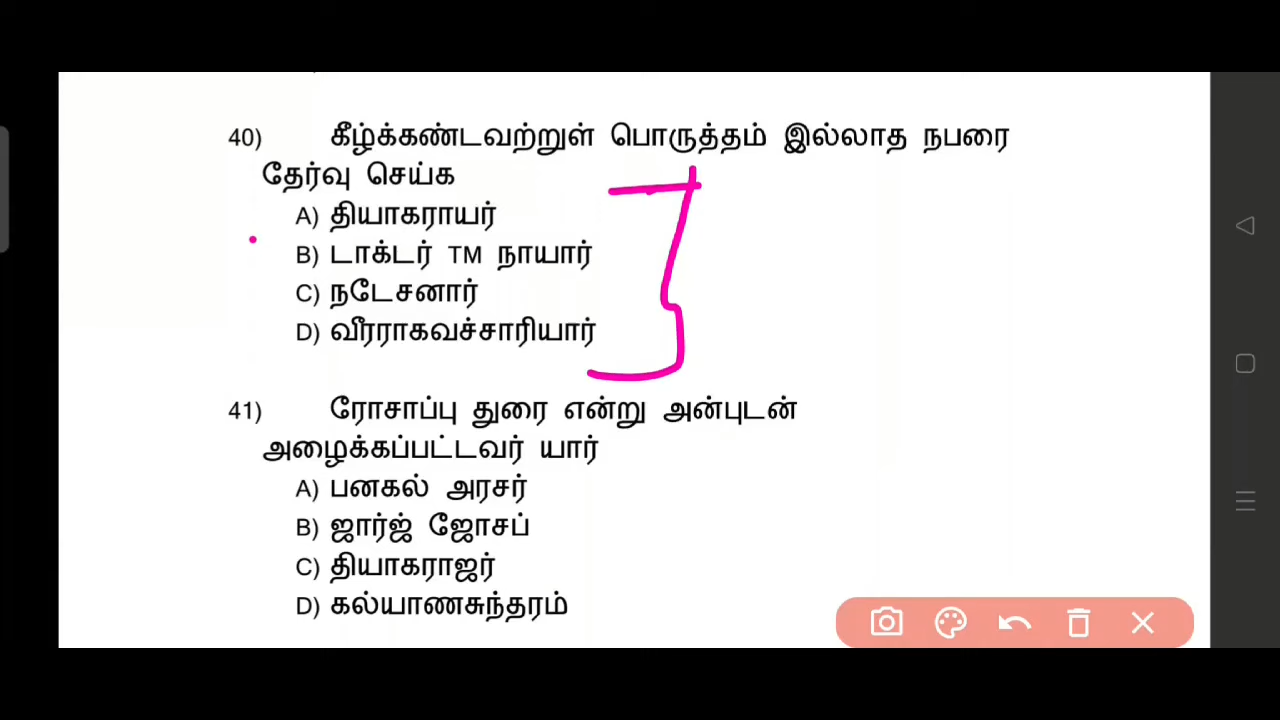 40) கீழ்க்கண்டவற்றுள் பொருத்தம் இல்லாத நபரை
தேர்வு செய்க
A) தியாகராயர்
B) டாக்டர் TM நாயார்
C) நடேசனார்
D) வீரராகவச்சாரியார்
41) ரோசாப்பு துரை என்று அன்புடன்
அழைக்கப்பட்டவர் யார்
A) பனகல் அரசர்
B) ஜார்ஜ் ஜோசப்
C) தியாகராஜர்
D) கல்யாணசுந்தரம்